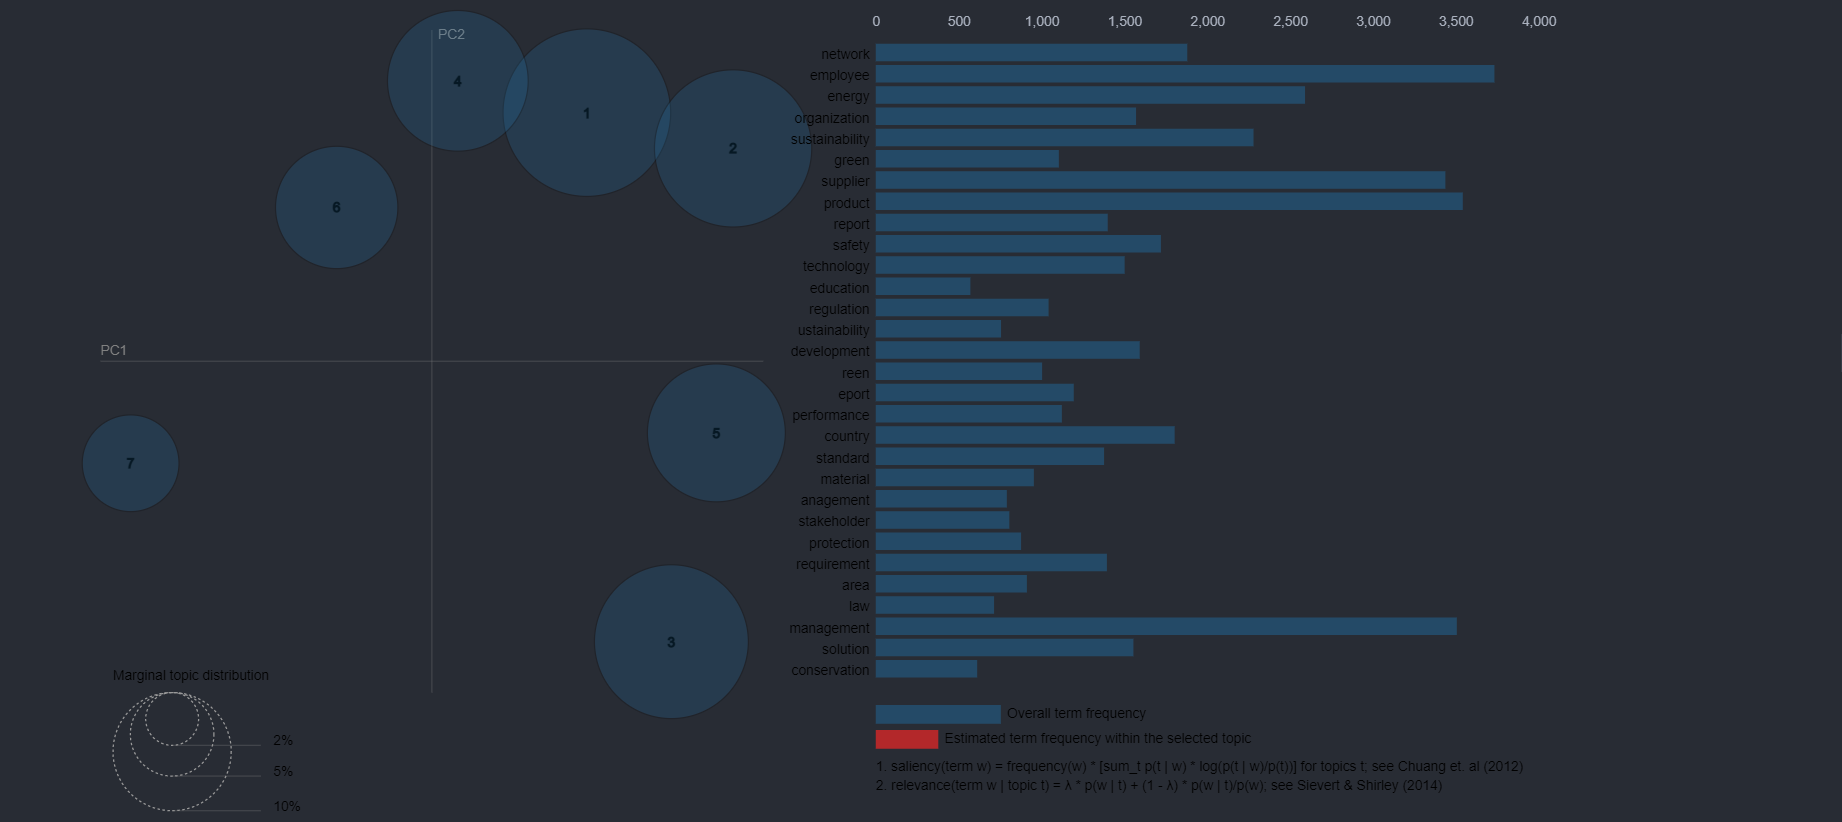 PC2
4
1
2
6
PC1
5
7
3
Marginal topic distribution
2%
5%
10%
0 500 1,000 1,500 2,000 2,500 3,000 3,500 4,000
network
employee
energy
organization
sustainability
green
supplier
product
report
safety
technology
education
regulation
ustainability
development
reen
eport
performance
country
standard
material
anagement
stakeholder
protection
requirement
area
law
management
solution
conservation
Overall term frequency
Estimated term frequency within the selected topic
1. saliency(term w) = frequency(w) * [sum_t p(t | w) * log(p(t | w)/p(t))] for topics t; see Chuang et. al (2012)
2. relevance(term w | topic t) = λ * p(w | t) + (1 - λ) * p(w | t)/p(w); see Sievert & Shirley (2014)